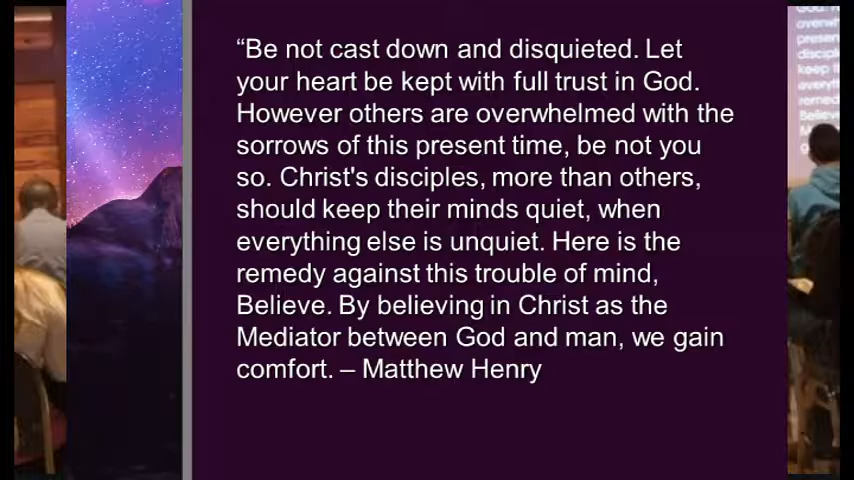 “Be not cast down and disquieted. Let
your heart be kept with full trust in God.
However others are overwhelmed with the
sorrows of this present time, be not you
so. Christ's disciples, more than others,
should keep their minds quiet, when
everything else is unquiet. Here is the
remedy against this trouble of mind,
Believe. By believing in Christ as the
Mediator between God and man, we gain
comfort. – Matthew Henry